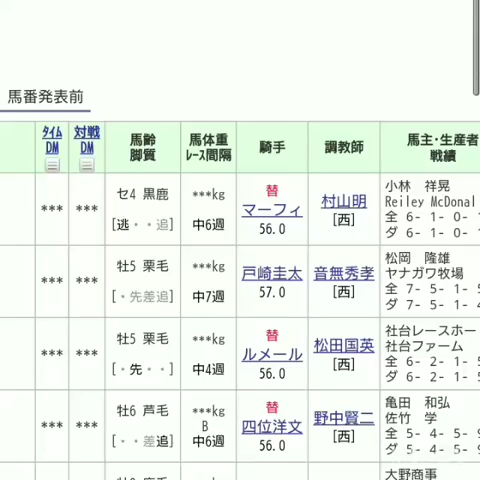 馬番発表前
ﾀｲﾑ DM 対戦 DM 馬齢 脚質 馬体重 ﾚｰｽ間隔 騎手 調教師 馬主・生産者 戦績
*** *** セ4 黒鹿 [逃・・追] ***kg 中6週 替 マーフィ 56.0 村山明 [西] 小林 祥晃 Reiley McDonal 全 6- 1- 0- ダ 6- 1- 0-
*** *** 牡5 栗毛 [・先差追] ***kg 中7週 戸崎圭太 57.0 音無秀孝 [西] 松岡 隆雄 ヤナガワ牧場 全 7- 5- 1- 5 ダ 7- 5- 1- 4
*** *** 牡5 栗毛 [・先・・] ***kg 中4週 替 ルメール 56.0 松田国英 [西] 社台レースホー 社台ファーム 全 6- 2- 1- 5 ダ 6- 2- 1- 5
*** *** 牡6 芦毛 [・・差追] ***kg B 中6週 替 四位洋文 56.0 野中賢二 [西] 亀田 和弘 佐竹 学 全 5- 4- 5- 9 ダ 5- 4- 5- 9
大野商事